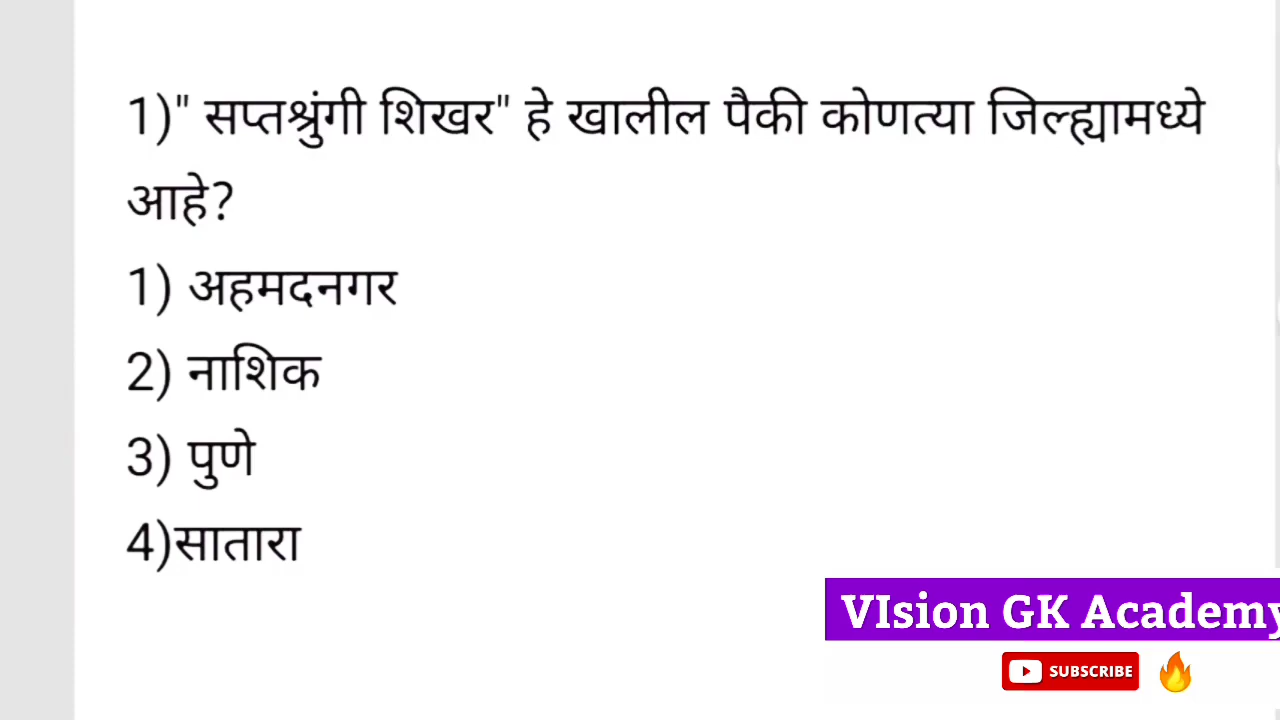 1)" सप्तश्रुंगी शिखर" हे खालील पैकी कोणत्या जिल्ह्यामध्ये
आहे?
1) अहमदनगर
2) नाशिक
3) पुणे
4)सातारा
VIsion GK Academy
SUBSCRIBE